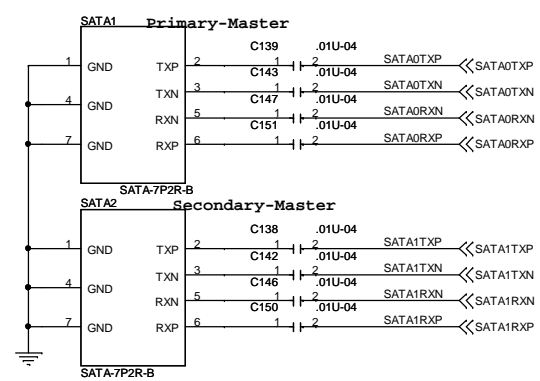 SATA1 Primary-Master
C139 .01U-04
1 GND TXP 2 1 2 SATA0TXP SATA0TXP
C143 .01U-04
TXN 3 1 2 SATA0TXN SATA0TXN
4 GND
C147 .01U-04
RXN 5 1 2 SATA0RXN SATA0RXN
C151 .01U-04
7 GND RXP 6 1 2 SATA0RXP SATA0RXP
SATA-7P2R-B
SATA2 Secondary-Master
C138 .01U-04
1 GND TXP 2 1 2 SATA1TXP SATA1TXP
C142 .01U-04
TXN 3 1 2 SATA1TXN SATA1TXN
4 GND
C146 .01U-04
RXN 5 1 2 SATA1RXN SATA1RXN
C150 .01U-04
7 GND RXP 6 1 2 SATA1RXP SATA1RXP
SATA-7P2R-B